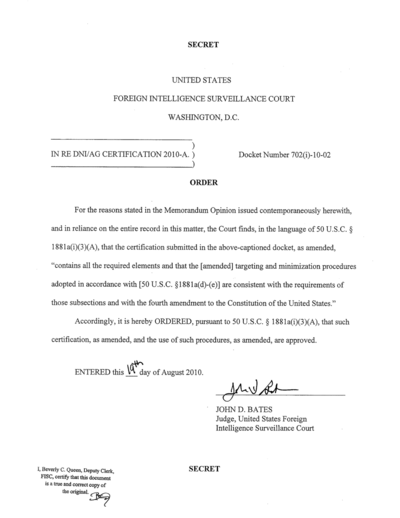 SECRET
UNITED STATES
FOREIGN INTELLIGENCE SURVEILLANCE COURT
WASHINGTON, D.C.
)
IN RE DNI/AG CERTIFICATION 2010-A. ) Docket Number 702(i)-10-02
)
ORDER
For the reasons stated in the Memorandum Opinion issued contemporaneously herewith,
and in reliance on the entire record in this matter, the Court finds, in the language of 50 U.S.C. §
1881a(i)(3)(A), that the certification submitted in the above-captioned docket, as amended,
"contains all the required elements and that the [amended] targeting and minimization procedures
adopted in accordance with [50 U.S.C. §1881a(d)-(e)] are consistent with the requirements of
those subsections and with the fourth amendment to the Constitution of the United States."
Accordingly, it is hereby ORDERED, pursuant to 50 U.S.C. § 1881a(i)(3)(A), that such
certification, as amended, and the use of such procedures, as amended, are approved.
ENTERED this 19th day of August 2010.
JOHN D. BATES
Judge, United States Foreign
Intelligence Surveillance Court
I, Beverly C. Queen, Deputy Clerk,
FISC, certify that this document
is a true and correct copy of
the original.
SECRET